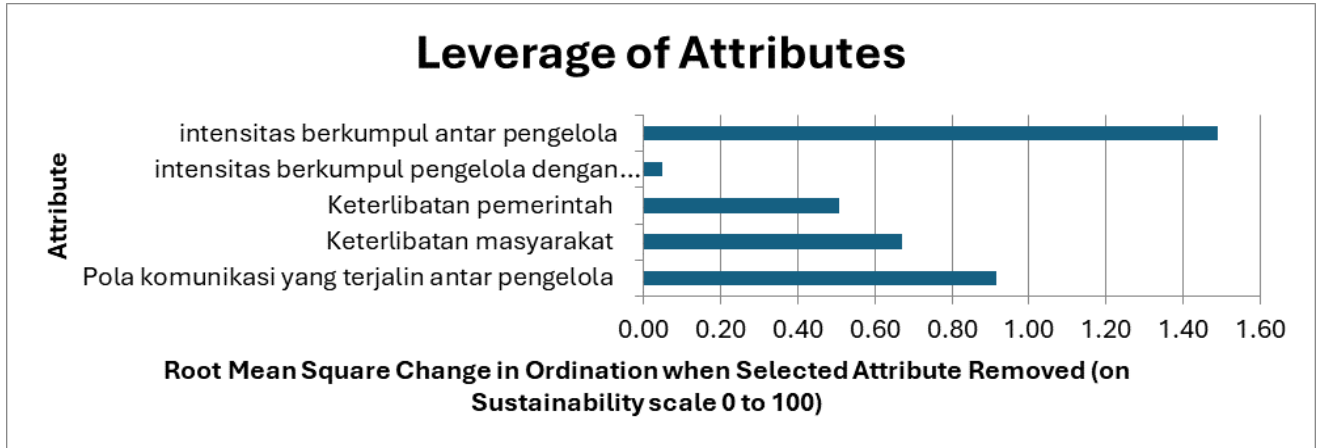 Leverage of Attributes
Attribute
intensitas berkumpul antar pengelola
intensitas berkumpul pengelola dengan...
Keterlibatan pemerintah
Keterlibatan masyarakat
Pola komunikasi yang terjalin antar pengelola
0.00 0.20 0.40 0.60 0.80 1.00 1.20 1.40 1.60
Root Mean Square Change in Ordination when Selected Attribute Removed (on
Sustainability scale 0 to 100)